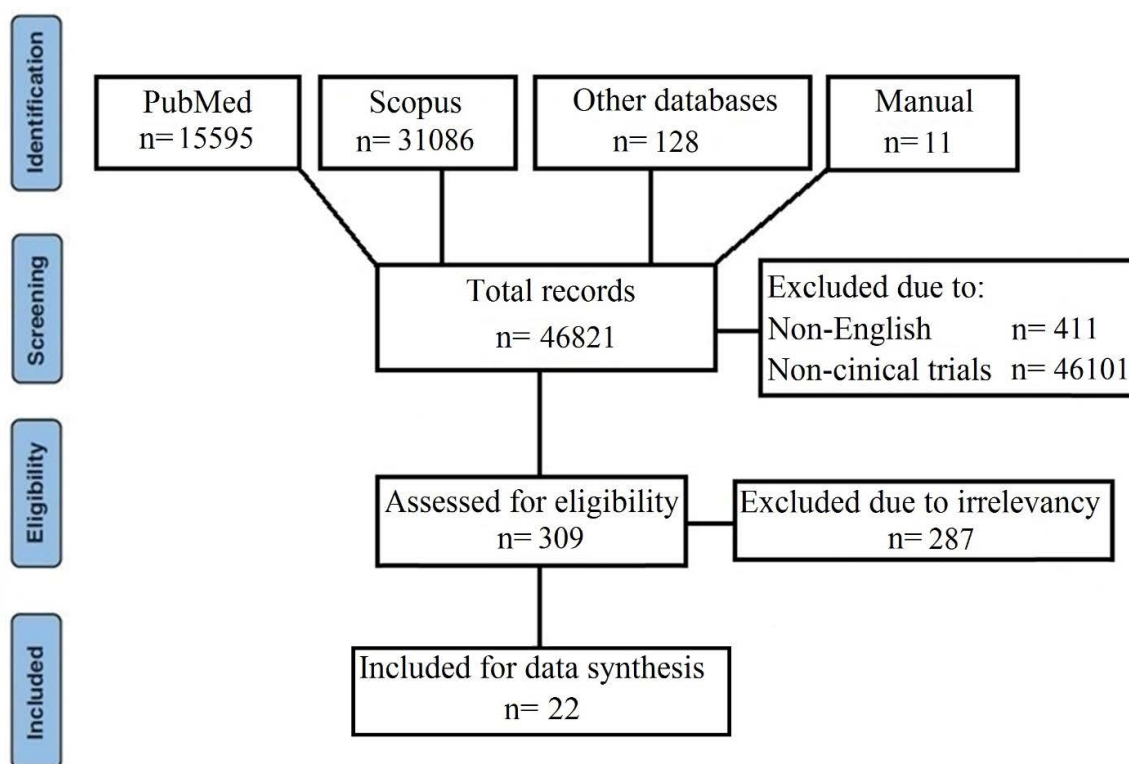 Identification
PubMed
n= 15595
Scopus
n= 31086
Other databases
n= 128
Manual
n= 11
Screening
Total records
n= 46821
Excluded due to:
Non-English n= 411
Non-cinical trials n= 46101
Eligibility
Assessed for eligibility
n= 309
Excluded due to irrelevancy
n= 287
Included
Included for data synthesis
n= 22